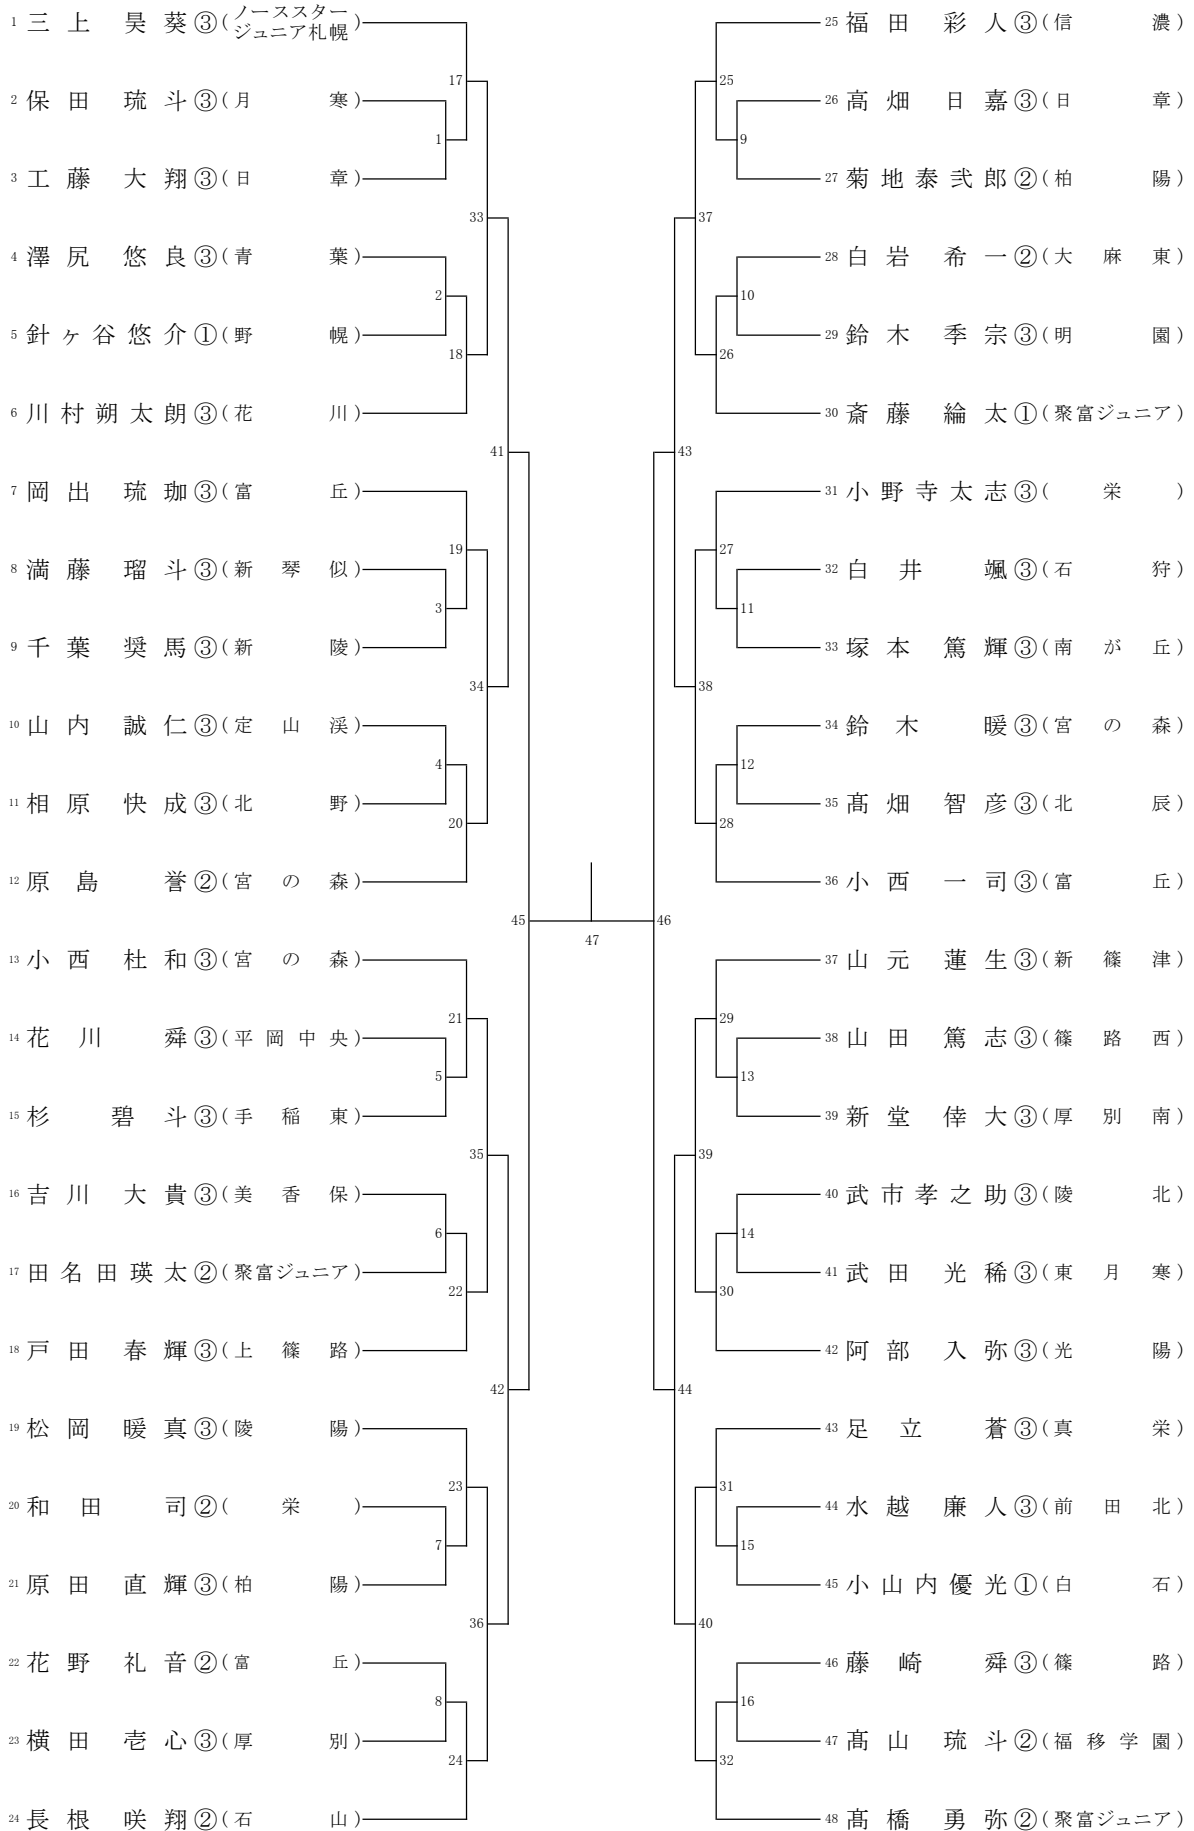 1 三上 昊葵③(ノーススタージュニア札幌)
2 保田 琉斗③(月寒)
3 工藤 大翔③(日章)
4 澤尻 悠良③(青葉)
5 針ヶ谷悠介①(野幌)
6 川村朔太朗③(花川)
7 岡出 琉珈③(富丘)
8 満藤 瑠斗③(新琴似)
9 千葉 奨馬③(新陵)
10 山内 誠仁③(定山渓)
11 相原 快成③(北野)
12 原島 誉②(宮の森)
13 小西 杜和③(宮の森)
14 花川 舜③(平岡中央)
15 杉 碧斗③(手稲東)
16 吉川 大貴③(美香保)
17 田名田瑛太②(聚富ジュニア)
18 戸田 春輝③(上篠路)
19 松岡 暖真③(陵陽)
20 和田 司②(栄)
21 原田 直輝③(柏陽)
22 花野 礼音②(富丘)
23 横田 壱心③(厚別)
24 長根 咲翔②(石山)
1
2
3
4
5
6
7
8
17
18
19
20
21
22
23
24
33
34
35
36
41
42
45
47
46
43
44
37
38
39
40
25
26
27
28
29
30
31
32
9
10
11
12
13
14
15
16
25 福田 彩人③(信濃)
26 高畑 日嘉③(日章)
27 菊地泰弐郎②(柏陽)
28 白岩 希一②(大麻東)
29 鈴木 季宗③(明園)
30 斎藤 綸太①(聚富ジュニア)
31 小野寺太志③(栄)
32 白井 颯③(石狩)
33 塚本 篤輝③(南が丘)
34 鈴木 暖③(宮の森)
35 髙畑 智彦③(北辰)
36 小西 一司③(富丘)
37 山元 蓮生③(新篠津)
38 山田 篤志③(篠路西)
39 新堂 倖大③(厚別南)
40 武市孝之助③(陵北)
41 武田 光稀③(東月寒)
42 阿部 入弥③(光陽)
43 足立 蒼③(真栄)
44 水越 廉人③(前田北)
45 小山内優光①(白石)
46 藤崎 舜③(篠路)
47 髙山 琉斗②(福移学園)
48 髙橋 勇弥②(聚富ジュニア)